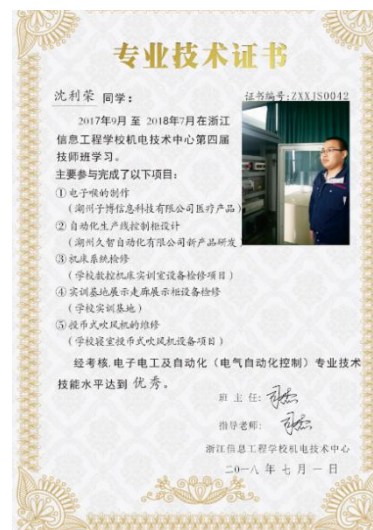 专业技术证书
沈利荣 同学：
证书编号:ZXXJS0042
2017年9月 至 2018年7月在浙江
信息工程学校机电技术中心第四届
技师班学习。
主要参与完成了以下项目：
①电子喉的制作
（湖州子博信息科技有限公司医疗产品）
②自动化生产线控制柜设计
（湖州久智自动化有限公司新产品研发）
③机床系统检修
（学校数控机床实训室设备检修项目）
④实训基地展示走廊展示柜设备检修
（学校实训基地）
⑤投币式吹风机的维修
（学校寝室投币式吹风机设备项目）
经考核,电子电工及自动化（电气自动化控制）专业技术
技能水平达到 优秀。
班 主 任:
指导老师:
浙江信息工程学校机电技术中心
二0一八 年 七 月 一 日